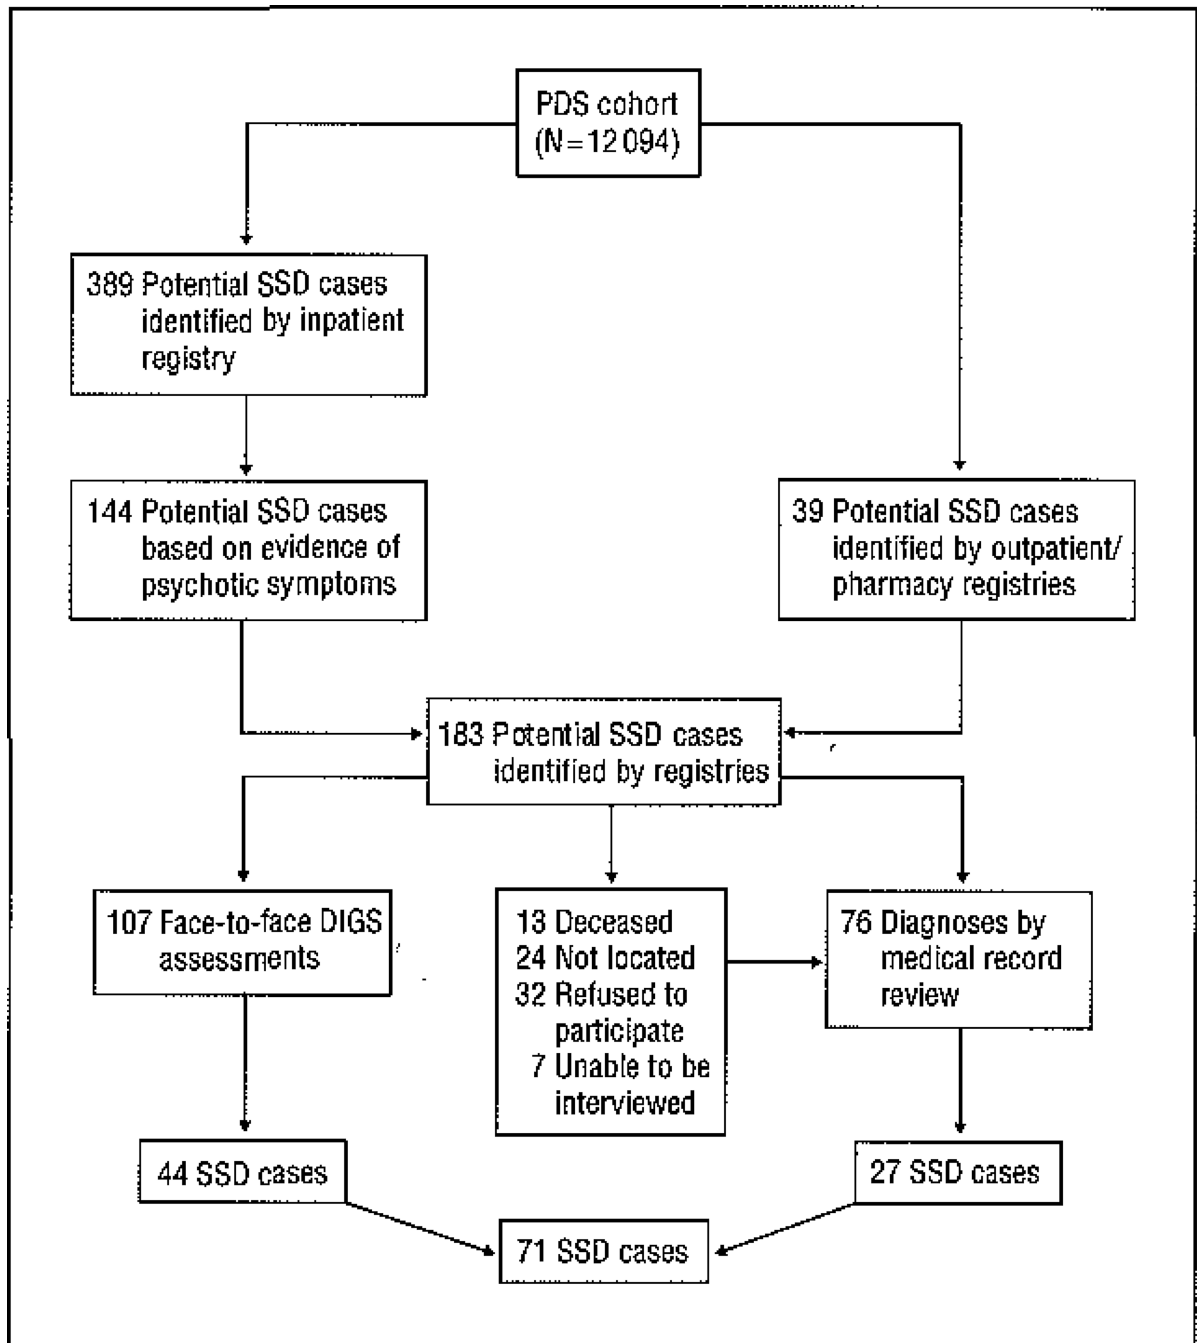 PDS cohort
(N=12 094)
389 Potential SSD cases
identified by inpatient
registry
144 Potential SSD cases
based on evidence of
psychotic symptoms
39 Potential SSD cases
identified by outpatient/
pharmacy registries
183 Potential SSD cases
identified by registries
107 Face-to-face DIGS
assessments
13 Deceased
24 Not located
32 Refused to
participate
7 Unable to be
interviewed
76 Diagnoses by
medical record
review
44 SSD cases
27 SSD cases
71 SSD cases